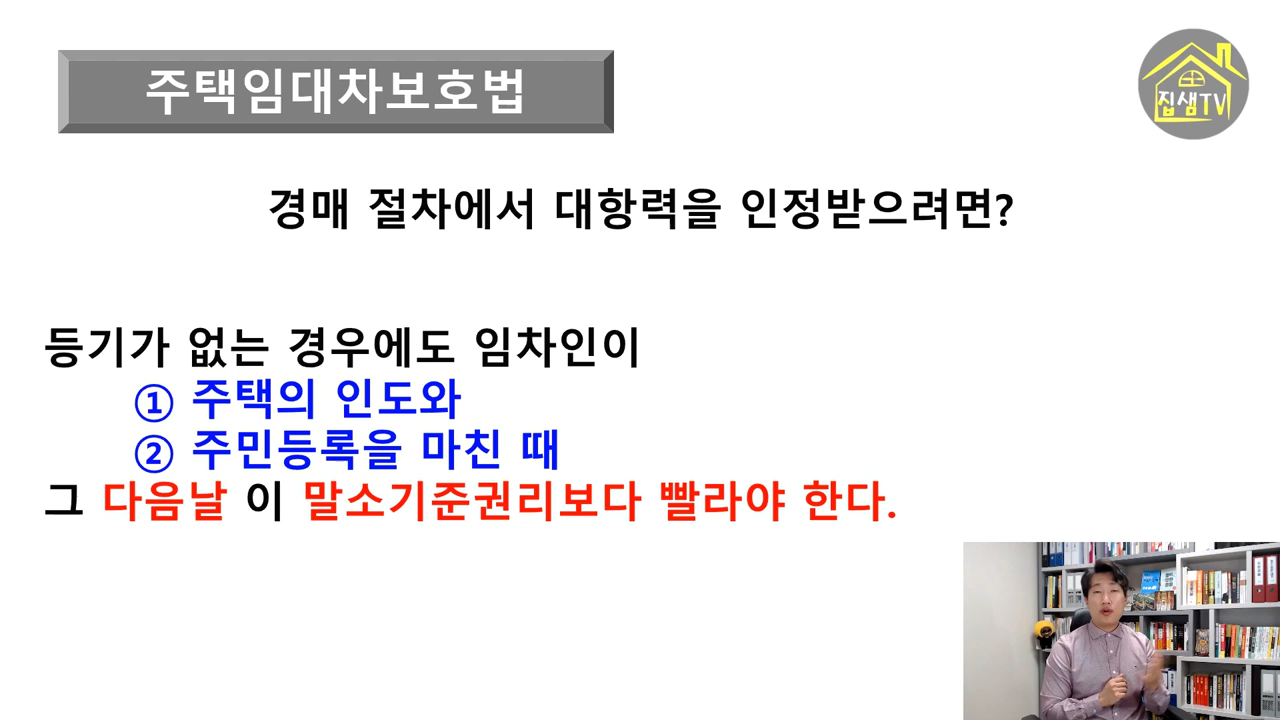 주택임대차보호법
집샘TV
경매 절차에서 대항력을 인정받으려면?
등기가 없는 경우에도 임차인이
① 주택의 인도와
② 주민등록을 마친 때
그 다음날 이 말소기준권리보다 빨라야 한다.